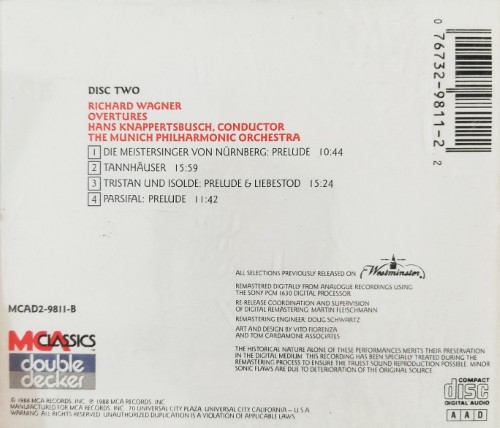 DISC TWO
RICHARD WAGNER
OVERTURES
HANS KNAPPERTSBUSCH, CONDUCTOR
THE MUNICH PHILHARMONIC ORCHESTRA
1 DIE MEISTERSINGER VON NÜRNBERG: PRELUDE 10:44
2 TANNHÄUSER 15:59
3 TRISTAN UND ISOLDE: PRELUDE & LIEBESTOD 15:24
4 PARSIFAL: PRELUDE 11:42
0 76732-9811-2 2
ALL SELECTIONS PREVIOUSLY RELEASED ON Westminster
REMASTERED DIGITALLY FROM ANALOGUE RECORDINGS USING
THE SONY PCM 1630 DIGITAL PROCESSOR
RE-RELEASE COORDINATION AND SUPERVISION
OF DIGITAL REMASTERING: MARTIN FLEISCHMANN
REMASTERING ENGINEER: DOUG SCHWARTZ
ART AND DESIGN BY VITO FIORENZA
AND TOM CARDAMONE ASSOCIATES
THE HISTORICAL NATURE ALONE OF THESE PERFORMANCES MERITS THEIR PRESERVATION
IN THE DIGITAL MEDIUM. THIS RECORDING HAS BEEN SPECIALLY TREATED DURING THE
REMASTERING PROCESS TO ENSURE THE TRUEST SOUND REPRODUCTION POSSIBLE. MINOR
SONIC FLAWS ARE DUE TO DETERIORATION OF THE ORIGINAL SOURCE.
MCAD2-9811-B
MCA CLASSICS
double
decker
COMPACT
disc
DIGITAL AUDIO
AAD
© 1988 MCA RECORDS, INC. ℗ 1988 MCA RECORDS, INC.
MANUFACTURED FOR MCA RECORDS, INC. 70 UNIVERSAL CITY PLAZA, UNIVERSAL CITY, CALIFORNIA - U.S.A.
WARNING: ALL RIGHTS RESERVED. UNAUTHORIZED DUPLICATION IS A VIOLATION OF APPLICABLE LAWS.